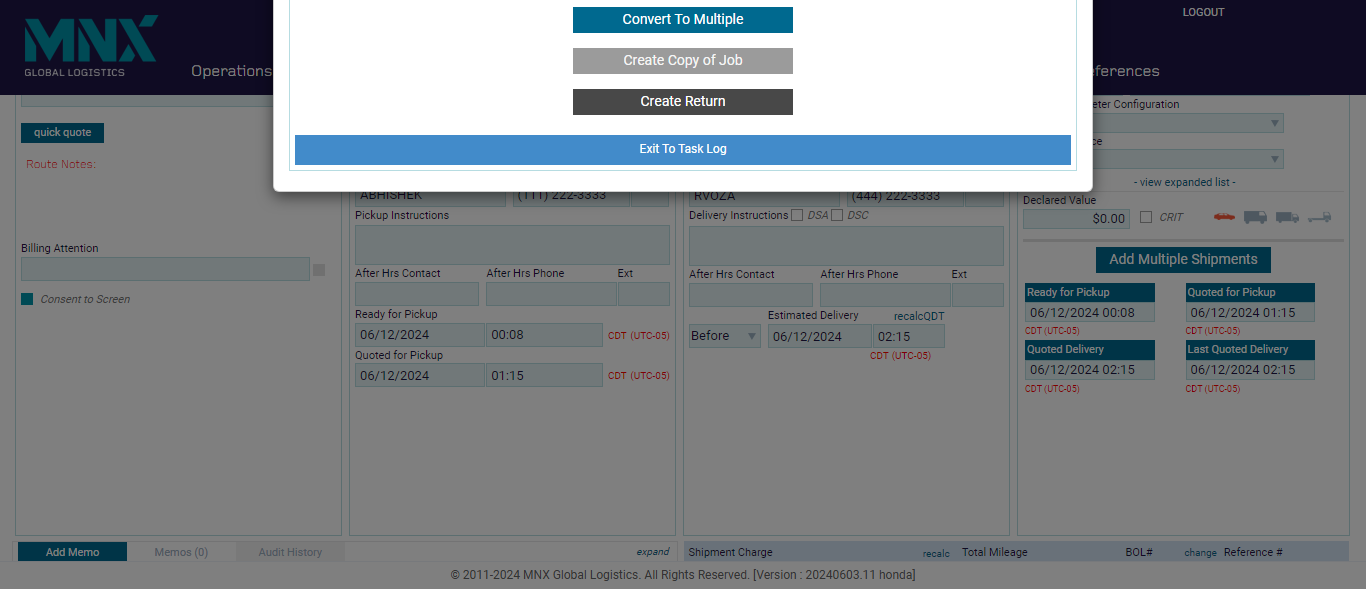 MNX
GLOBAL LOGISTICS
Operations
LOGOUT
Convert To Multiple
Create Copy of Job
Create Return
Exit To Task Log
quick quote
Route Notes:
Billing Attention
Consent to Screen
ABHISHEK (111) 222-3333
Pickup Instructions
After Hrs Contact After Hrs Phone Ext
Ready for Pickup
06/12/2024 00:08 CDT (UTC-05)
Quoted for Pickup
06/12/2024 01:15 CDT (UTC-05)
RVOZA (444) 222-3333
Delivery Instructions DSA DSC
After Hrs Contact After Hrs Phone Ext
Estimated Delivery recalcQDT
Before 06/12/2024 02:15
CDT (UTC-05)
ferences
eter Configuration
ce
- view expanded list -
Declared Value
$0.00 CRIT
Add Multiple Shipments
Ready for Pickup Quoted for Pickup
06/12/2024 00:08 06/12/2024 01:15
CDT (UTC-05) CDT (UTC-05)
Quoted Delivery Last Quoted Delivery
06/12/2024 02:15 06/12/2024 02:15
CDT (UTC-05) CDT (UTC-05)
Add Memo Memos (0) Audit History expand
Shipment Charge recalc Total Mileage BOL# change Reference #
© 2011-2024 MNX Global Logistics. All Rights Reserved. [Version : 20240603.11 honda]